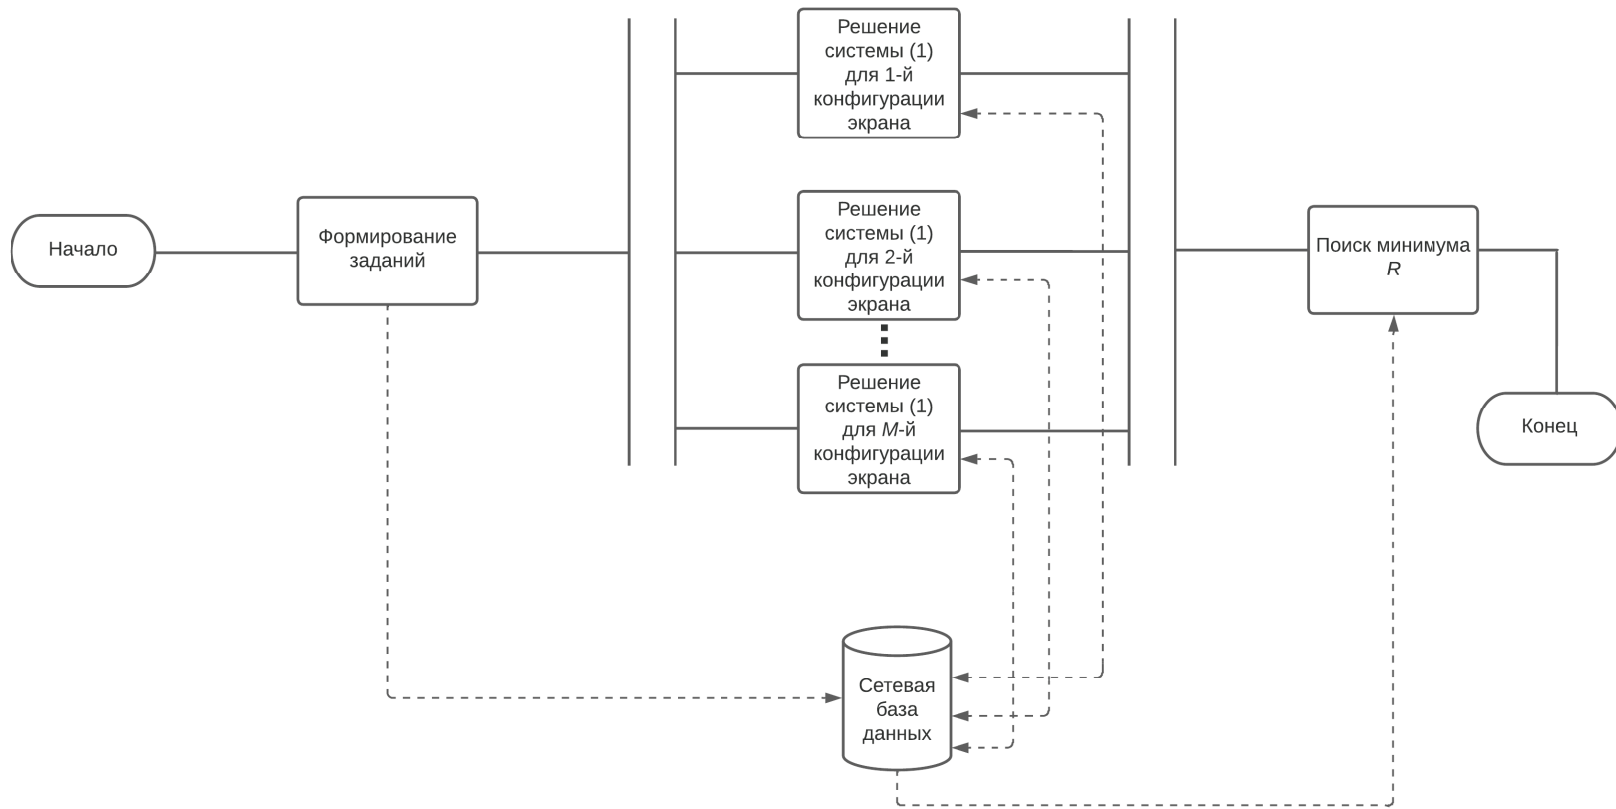 Начало
Формирование
заданий
Решение
системы (1)
для 1-й
конфигурации
экрана
Решение
системы (1)
для 2-й
конфигурации
экрана
Решение
системы (1)
для M-й
конфигурации
экрана
Поиск минимума
R
Конец
Сетевая
база
данных